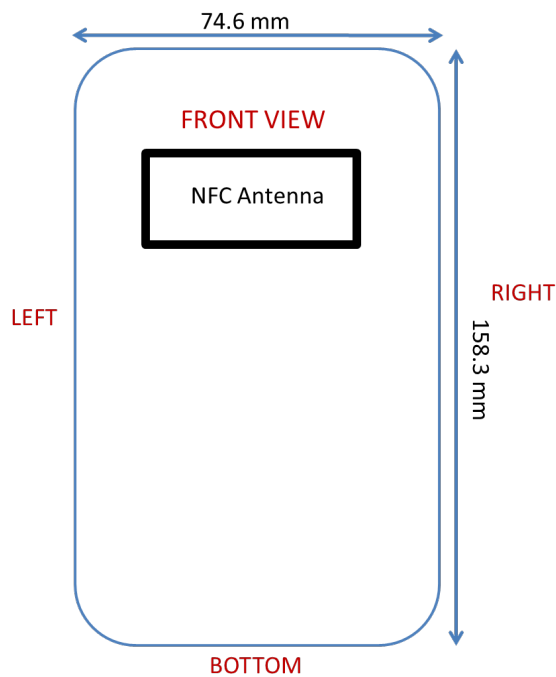 74.6 mm
FRONT VIEW
NFC Antenna
LEFT
RIGHT
158.3 mm
BOTTOM